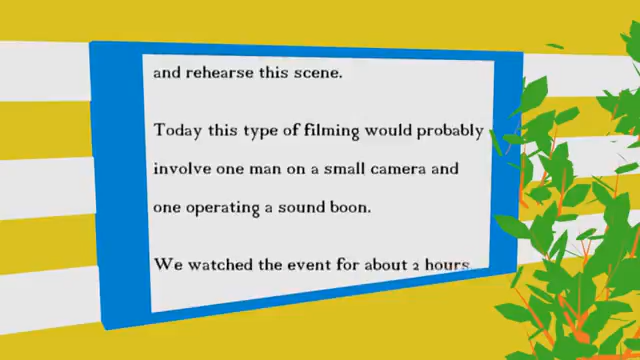 and rehearse this scene.
Today this type of filming would probably
involve one man on a small camera and
one operating a sound boon.
We watched the event for about 2 hours